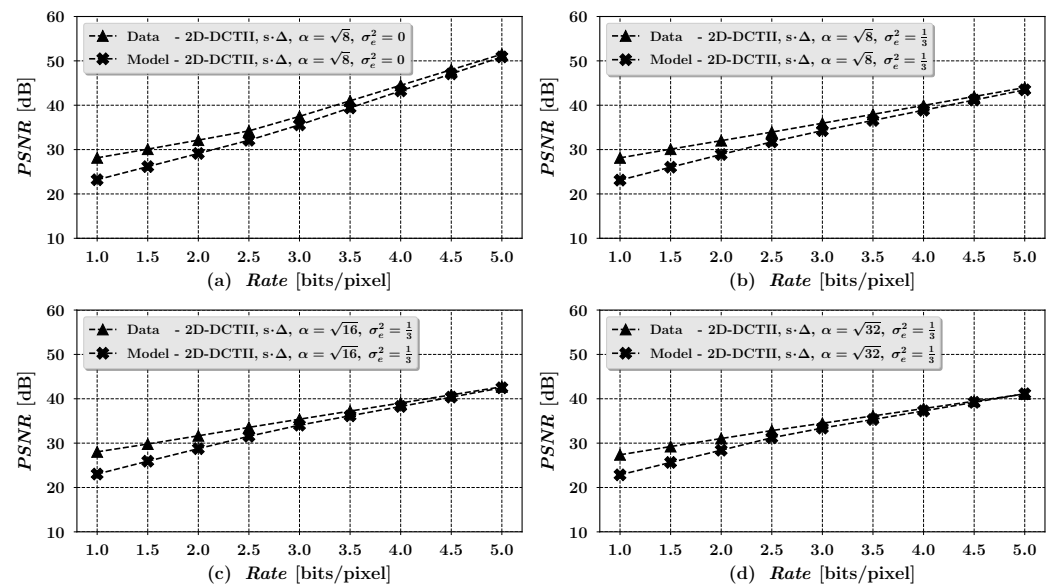 60
50
40
30
20
10
PSNR [dB]
Data - 2D-DCTII, s·Δ, α = √8, σₑ² = 0
Model - 2D-DCTII, s·Δ, α = √8, σₑ² = 0
1.0 1.5 2.0 2.5 3.0 3.5 4.0 4.5 5.0
(a) Rate [bits/pixel]
60
50
40
30
20
10
PSNR [dB]
Data - 2D-DCTII, s·Δ, α = √8, σₑ² = 1/3
Model - 2D-DCTII, s·Δ, α = √8, σₑ² = 1/3
1.0 1.5 2.0 2.5 3.0 3.5 4.0 4.5 5.0
(b) Rate [bits/pixel]
60
50
40
30
20
10
PSNR [dB]
Data - 2D-DCTII, s·Δ, α = √16, σₑ² = 1/3
Model - 2D-DCTII, s·Δ, α = √16, σₑ² = 1/3
1.0 1.5 2.0 2.5 3.0 3.5 4.0 4.5 5.0
(c) Rate [bits/pixel]
60
50
40
30
20
10
PSNR [dB]
Data - 2D-DCTII, s·Δ, α = √32, σₑ² = 1/3
Model - 2D-DCTII, s·Δ, α = √32, σₑ² = 1/3
1.0 1.5 2.0 2.5 3.0 3.5 4.0 4.5 5.0
(d) Rate [bits/pixel]